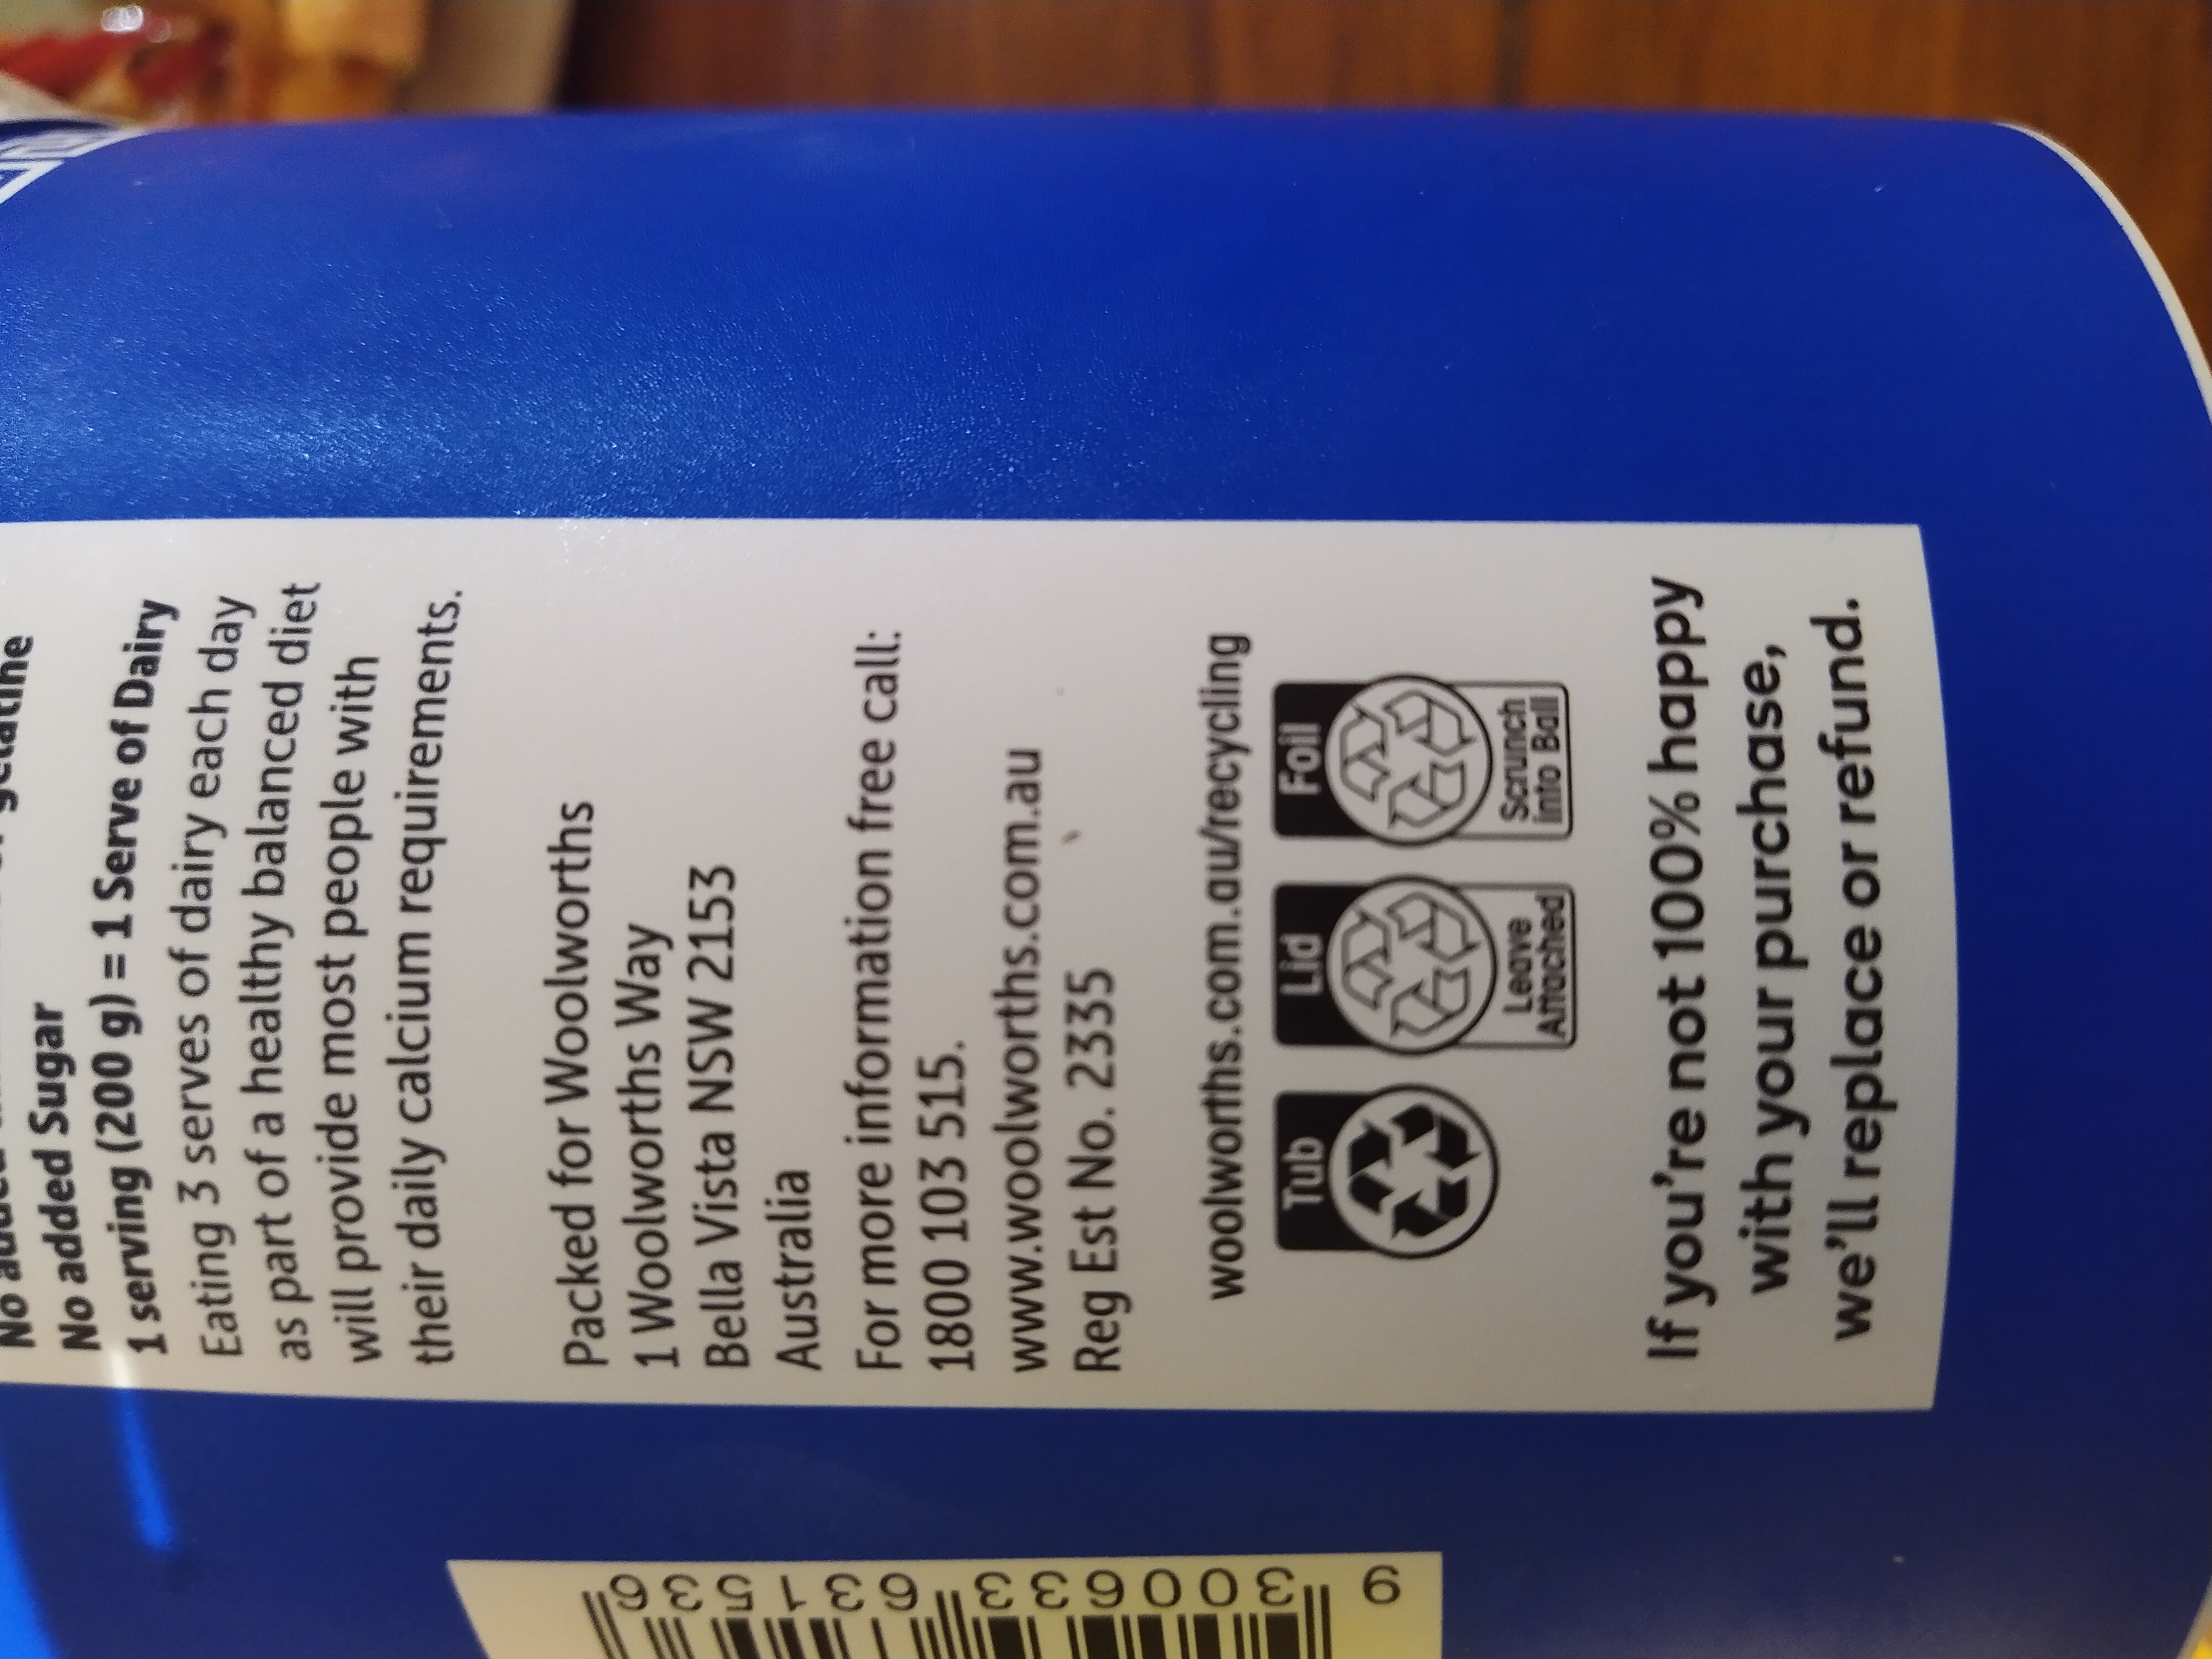 No added
gelatine
No added Sugar
1 serving (200 g) = 1 Serve of Dairy
Eating 3 serves of dairy each day
as part of a healthy balanced diet
will provide most people with
their daily calcium requirements.
Packed for Woolworths
1 Woolworths Way
Bella Vista NSW 2153
Australia
For more information free call:
1800 103 515.
www.woolworths.com.au
Reg Est No. 2335
woolworths.com.au/recycling
Tub
Lid
Foil
Leave
Attached
Scrunch
into Ball
If you're not 100% happy
with your purchase,
we'll replace or refund.
9 300633 631536